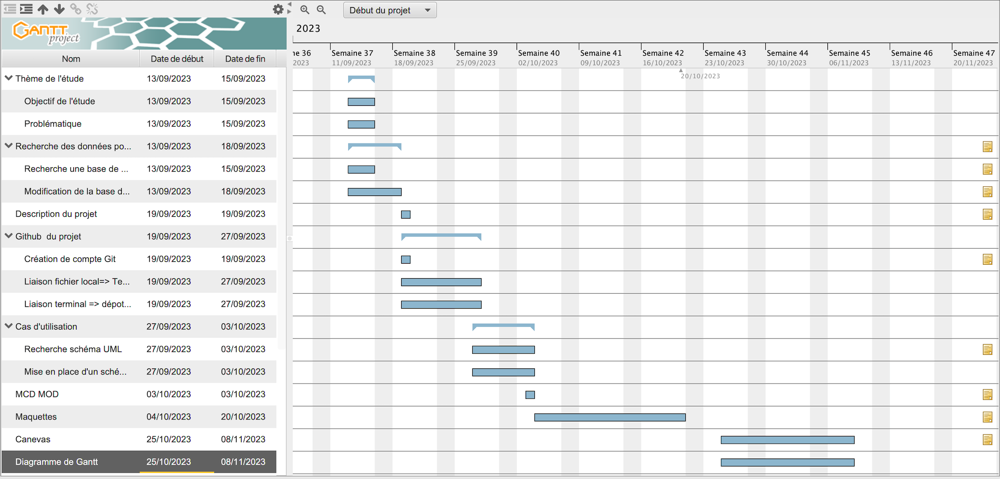 Début du projet
GANTT project
2023
ne 36 Semaine 37 Semaine 38 Semaine 39 Semaine 40 Semaine 41 Semaine 42 Semaine 43 Semaine 44 Semaine 45 Semaine 46 Semaine 47
2023 11/09/2023 18/09/2023 25/09/2023 02/10/2023 09/10/2023 16/10/2023 23/10/2023 30/10/2023 06/11/2023 13/11/2023 20/11/2023
20/10/2023
Nom Date de début Date de fin
Thème de l'étude 13/09/2023 15/09/2023
Objectif de l'étude 13/09/2023 15/09/2023
Problématique 13/09/2023 15/09/2023
Recherche des données po... 13/09/2023 18/09/2023
Recherche une base de ... 13/09/2023 15/09/2023
Modification de la base d... 13/09/2023 18/09/2023
Description du projet 19/09/2023 19/09/2023
Github  du projet 19/09/2023 27/09/2023
Création de compte Git 19/09/2023 19/09/2023
Liaison fichier local=> Te... 19/09/2023 27/09/2023
Liaison terminal => dépot... 19/09/2023 27/09/2023
Cas d'utilisation 27/09/2023 03/10/2023
Recherche schéma UML 27/09/2023 03/10/2023
Mise en place d'un sché... 27/09/2023 03/10/2023
MCD MOD 03/10/2023 03/10/2023
Maquettes 04/10/2023 20/10/2023
Canevas 25/10/2023 08/11/2023
Diagramme de Gantt 25/10/2023 08/11/2023